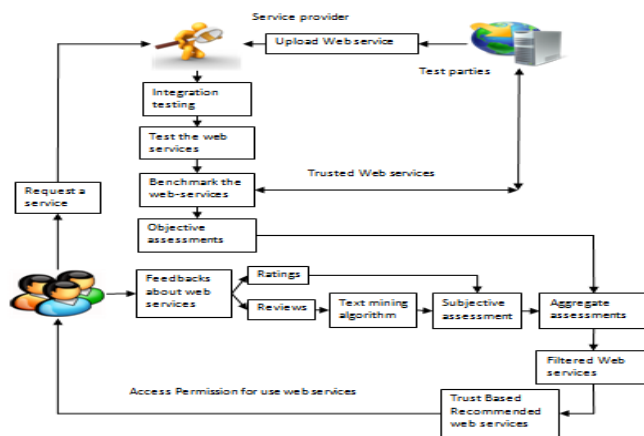 Service provider
Upload Web service
Test parties
Integration
testing
Test the web
services
Trusted Web services
Benchmark the
web-services
Request a
service
Objective
assessments
Feedbacks
about web
services
Ratings
Reviews
Text mining
algorithm
Subjective
assessment
Aggregate
assessments
Filtered Web
services
Access Permission for use web services
Trust Based
Recommended
web services